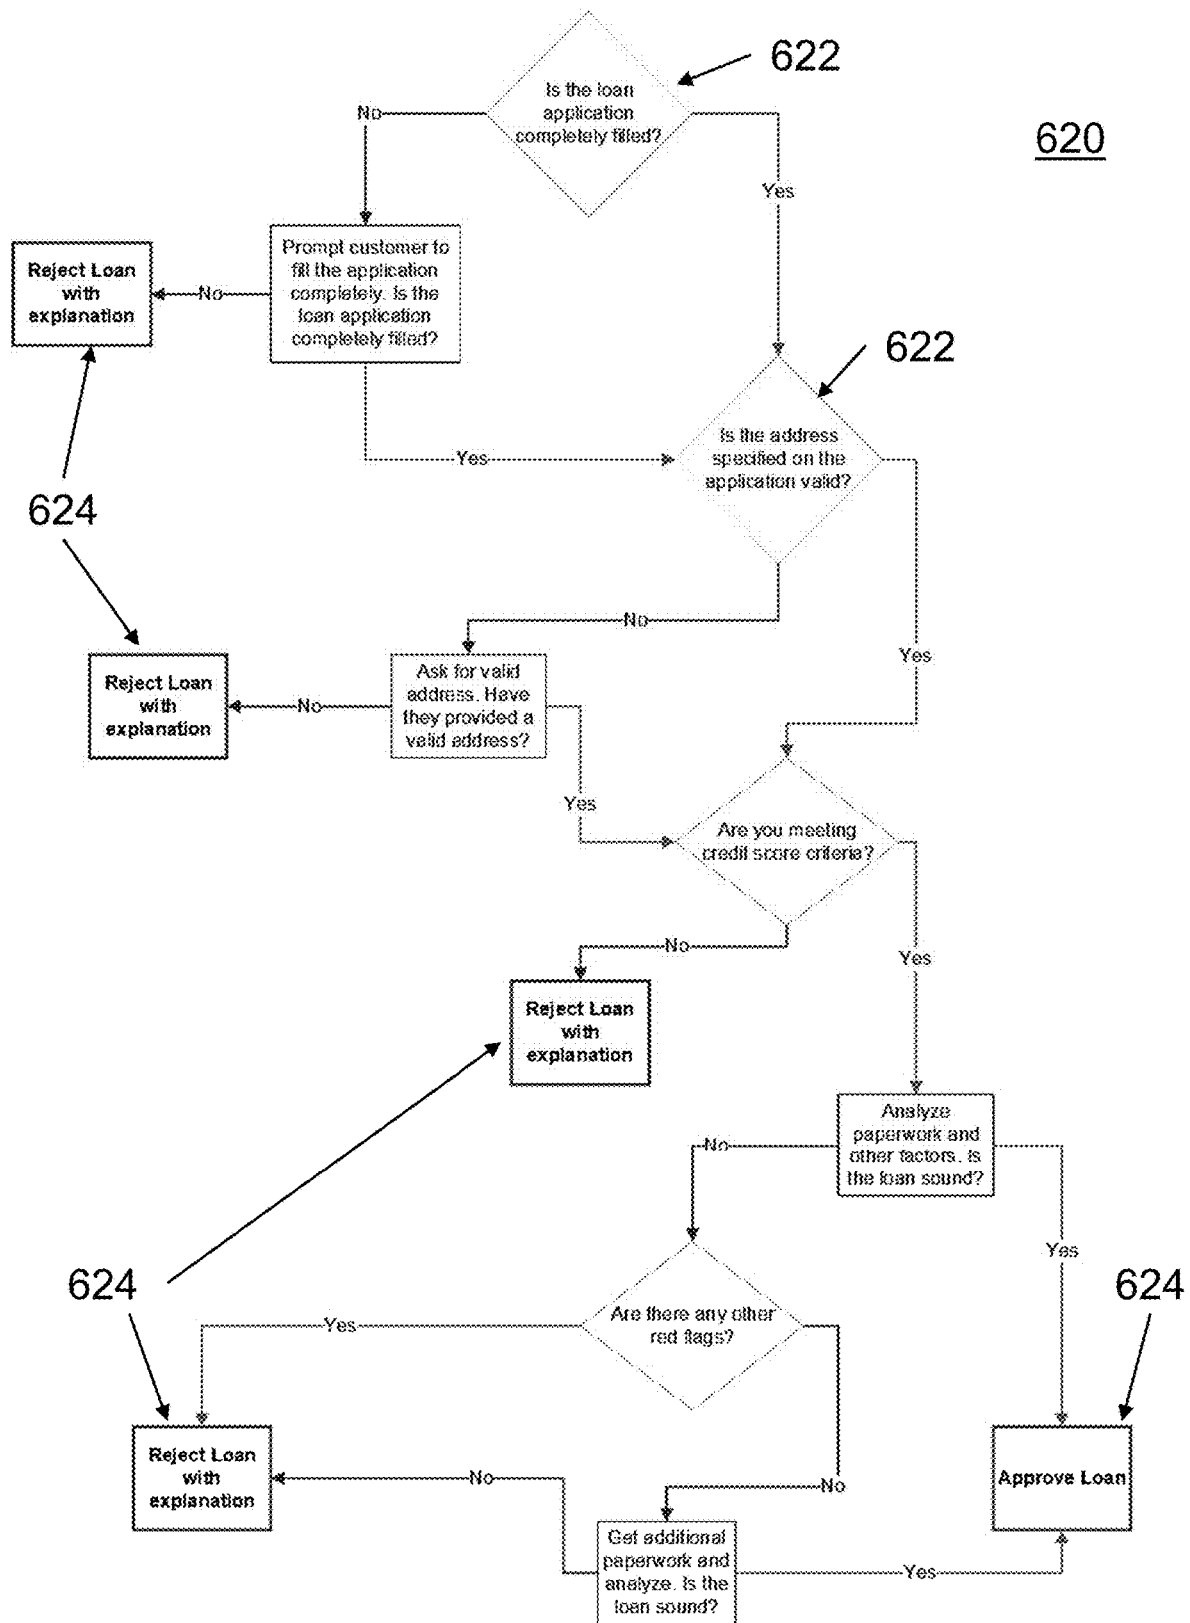 622
Is the loan
application
completely filled?
No
620
Yes
Prompt customer to
fill the application
completely. Is the
loan application
completely filled?
Reject Loan
with
explanation
No
622
Is the address
specified on the
application valid?
Yes
624
No
Yes
Ask for valid
address. Have
they provided a
valid address?
Reject Loan
with
explanation
No
Yes
Are you meeting
credit score criteria?
No
Yes
Reject Loan
with
explanation
Analyze
paperwork and
other factors. Is
the loan sound?
No
Yes
624
624
Are there any other
red flags?
Yes
Reject Loan
with
explanation
No
No
Approve Loan
Get additional
paperwork and
analyze. Is the
loan sound?
Yes